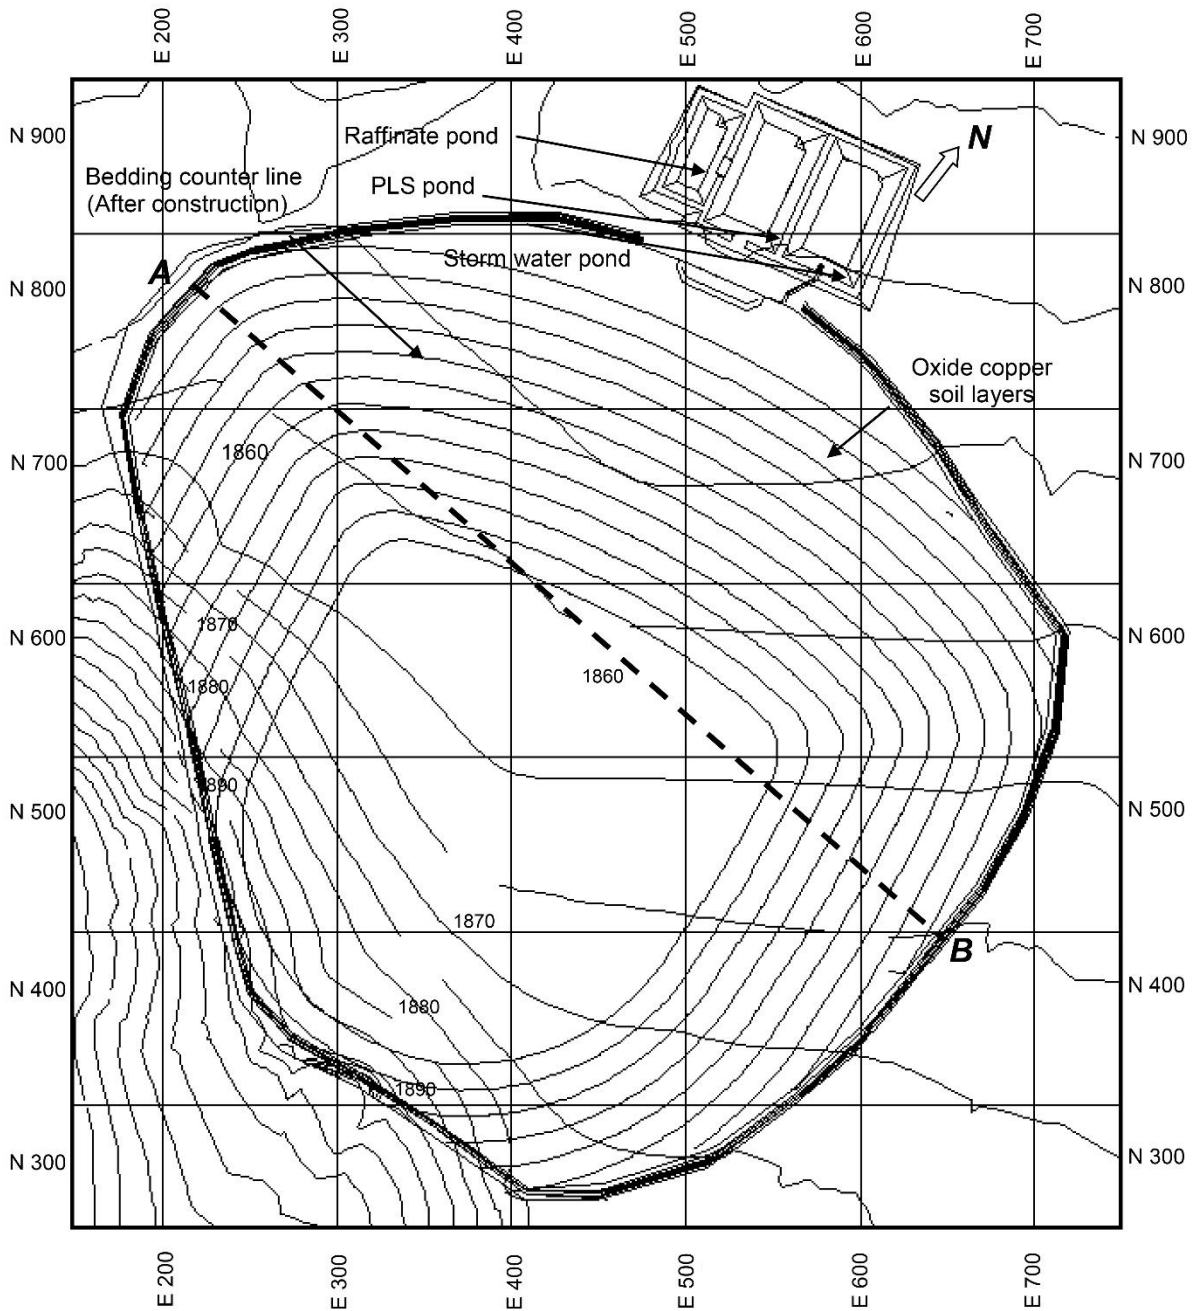 E 200
E 300
E 400
E 500
E 600
E 700
N 900
Raffinate pond
N
N 900
Bedding counter line
(After construction)
PLS pond
A
Storm water pond
N 800
N 800
Oxide copper
soil layers
1860
N 700
N 700
1870
N 600
N 600
1860
1880
1890
N 500
N 500
1870
B
N 400
N 400
1880
1890
N 300
N 300
E 200
E 300
E 400
E 500
E 600
E 700